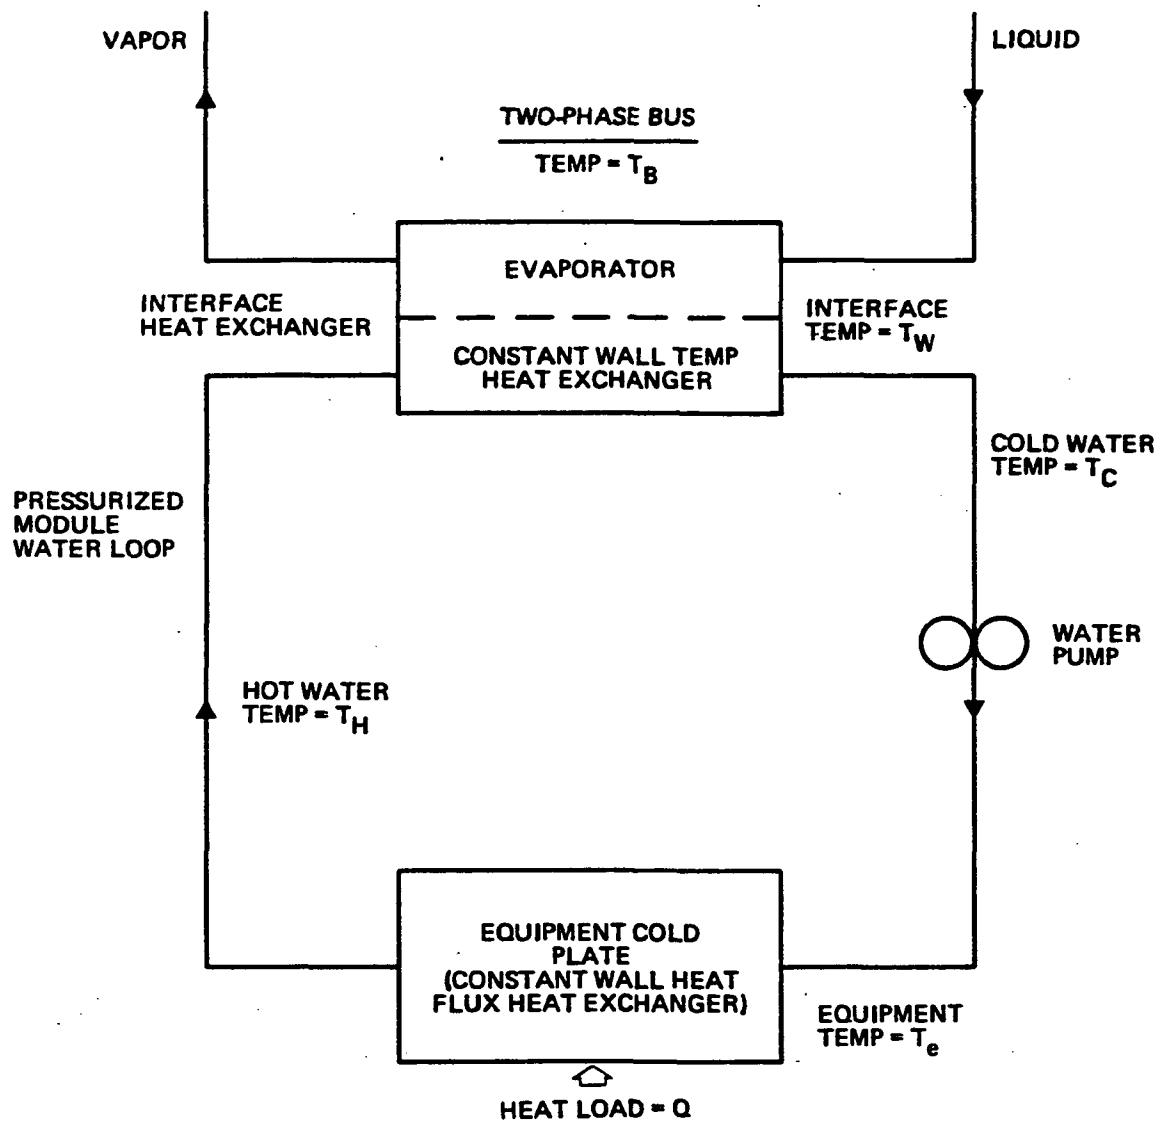 VAPOR
LIQUID
TWO-PHASE BUS
TEMP = T_B
EVAPORATOR
INTERFACE
HEAT EXCHANGER
INTERFACE
TEMP = T_W
CONSTANT WALL TEMP
HEAT EXCHANGER
COLD WATER
TEMP = T_C
PRESSURIZED
MODULE
WATER LOOP
WATER
PUMP
HOT WATER
TEMP = T_H
EQUIPMENT COLD
PLATE
(CONSTANT WALL HEAT
FLUX HEAT EXCHANGER)
EQUIPMENT
TEMP = T_e
HEAT LOAD = Q